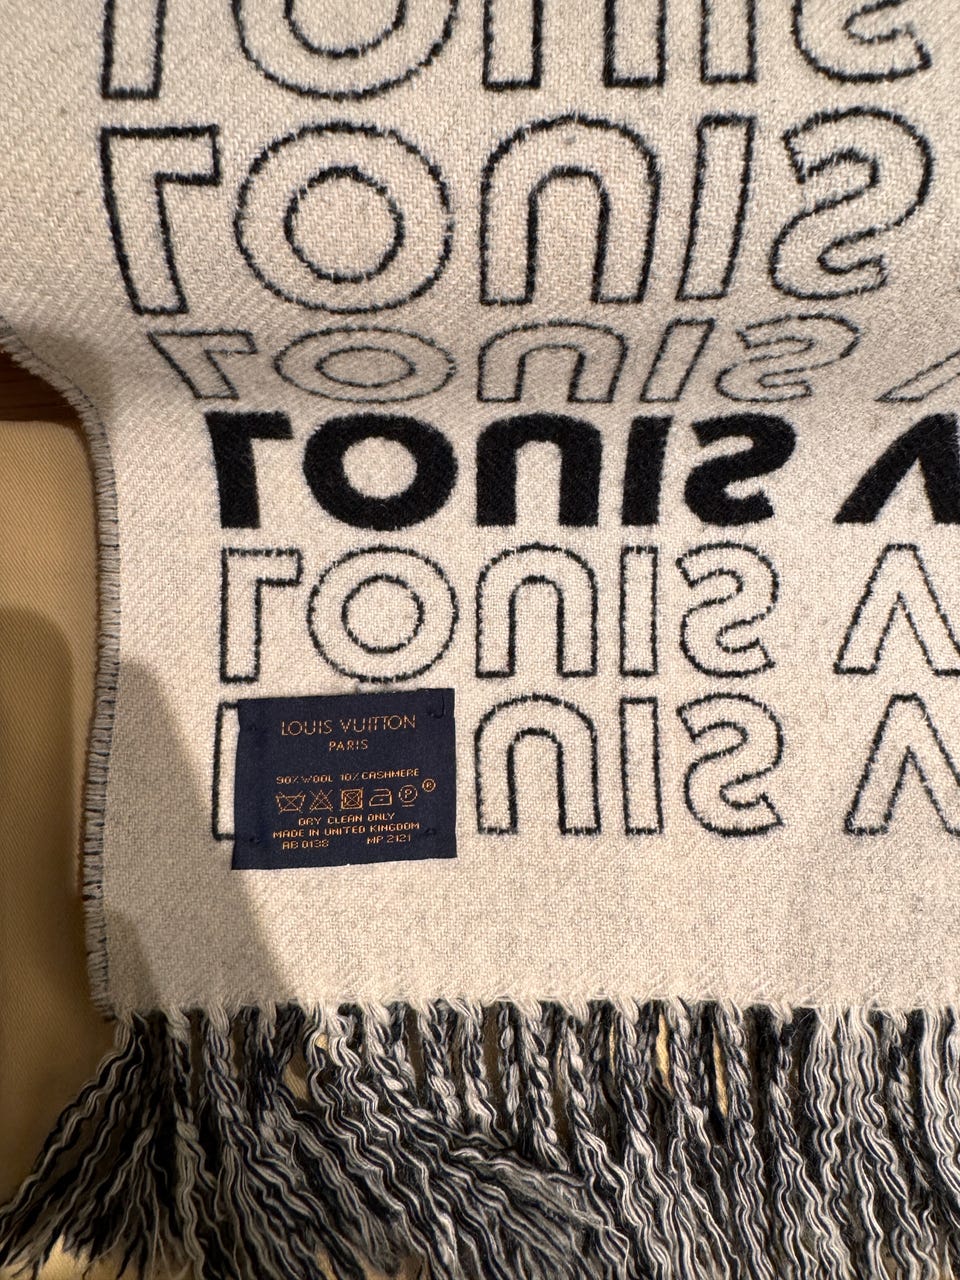 LOUIS
LOUIS
LOUIS V
LOUIS V
LOUIS V
LOUIS V
LOUIS VUITTON
PARIS
90% WOOL 10% CASHMERE
P ®
DRY CLEAN ONLY
MADE IN UNITED KINGDOM
AB 0138 MP 2121